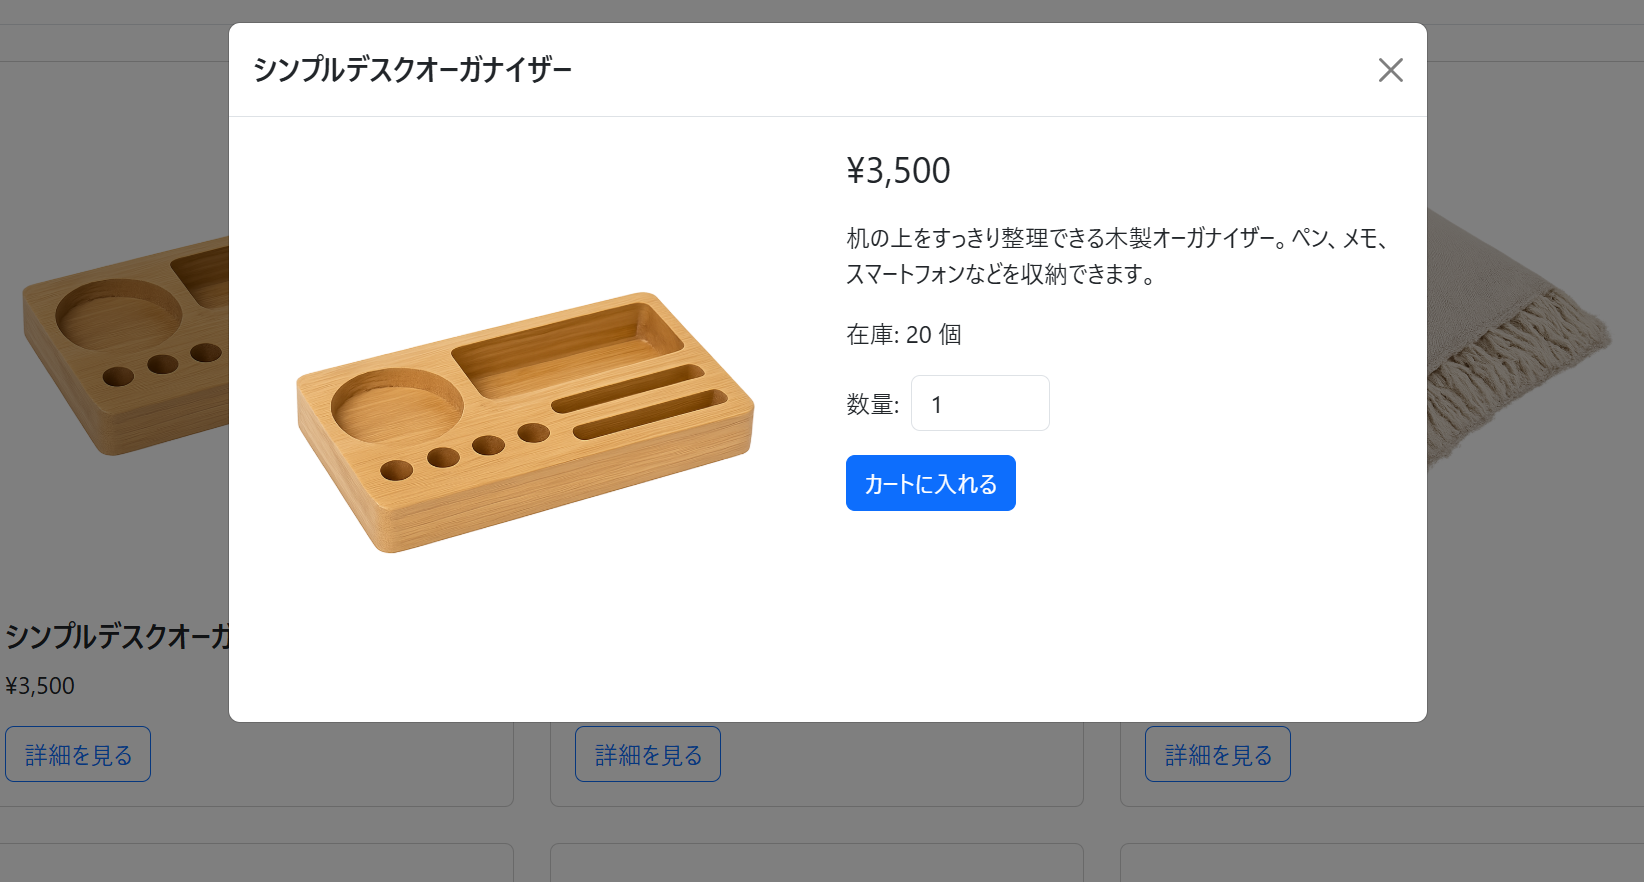 シンプルデスクオーガナイザー
¥3,500
机の上をすっきり整理できる木製オーガナイザー。ペン、メモ、
スマートフォンなどを収納できます。
在庫: 20 個
数量: 1
カートに入れる
シンプルデスクオーガ
¥3,500
詳細を見る
詳細を見る
詳細を見る